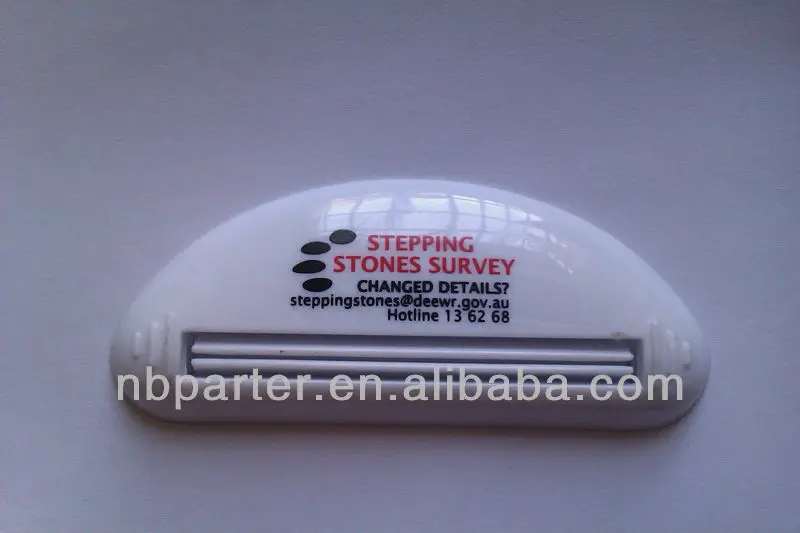 STEPPING
STONES SURVEY
CHANGED DETAILS?
steppingstones@deewr.gov.au
Hotline 13 62 68
nbparter.en.alibaba.com